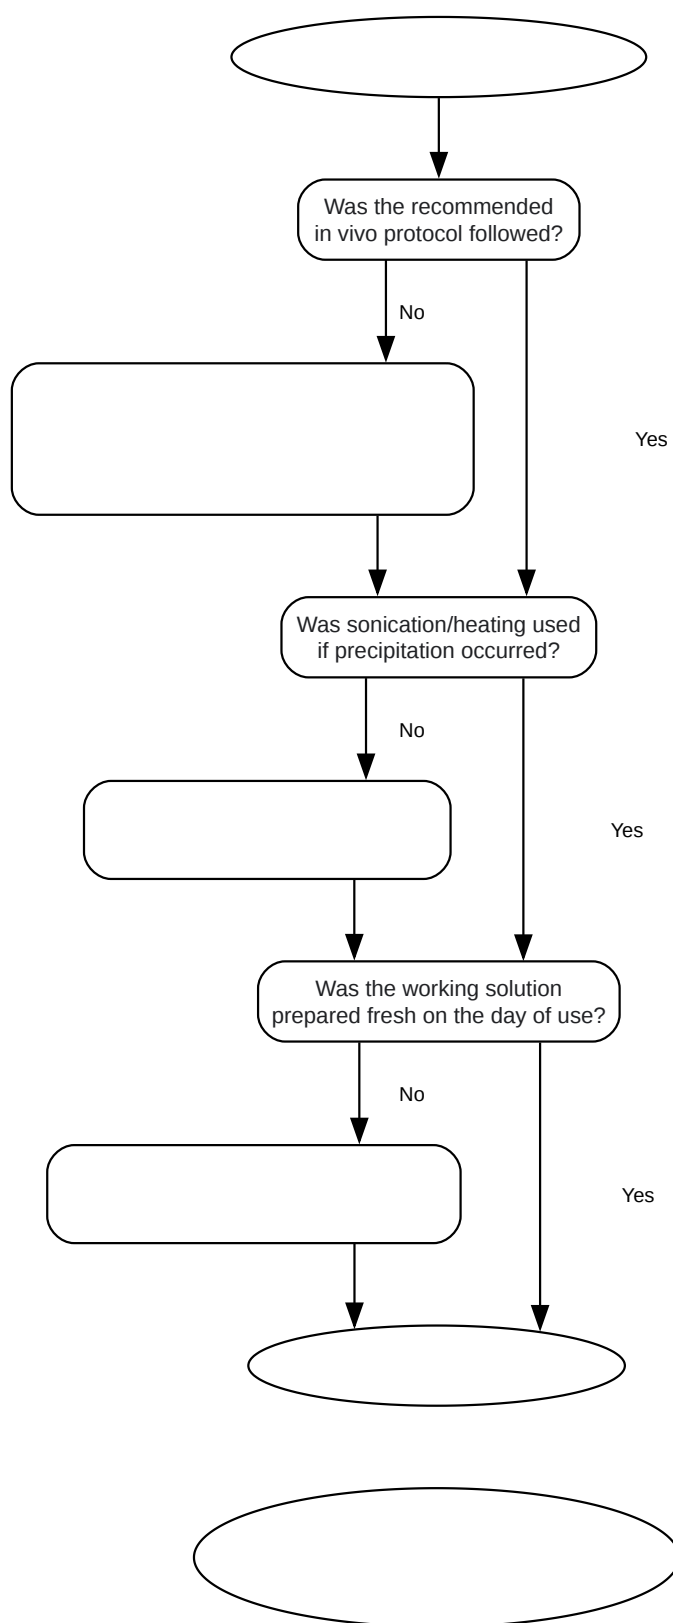 Was the recommended
in vivo protocol followed?
No
Yes
Was sonication/heating used
if precipitation occurred?
No
Yes
Was the working solution
prepared fresh on the day of use?
No
Yes